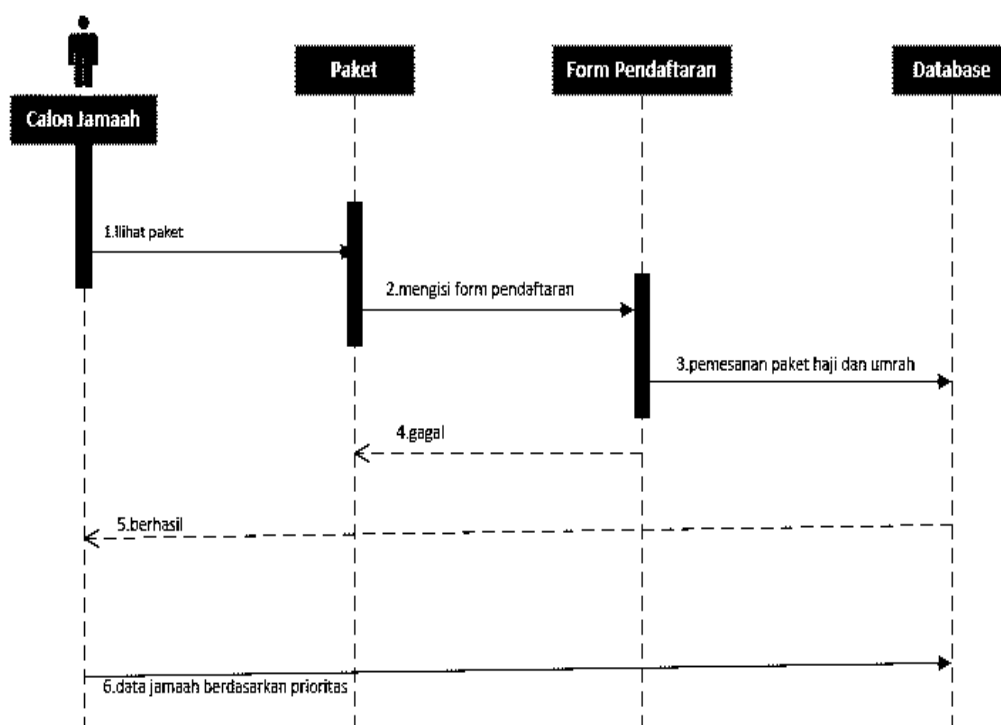 Paket
Form Pendaftaran
Database
Calon Jamaah
1.lihat paket
2.mengisi form pendaftaran
3.pemesanan paket haji dan umrah
4.gagal
5.berhasil
6.data jamaah berdasarkan prioritas